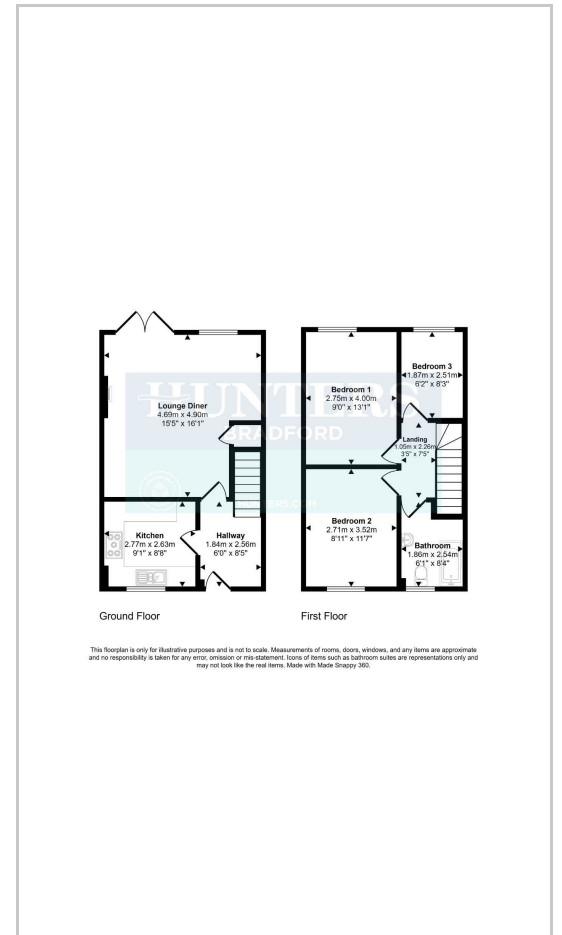 HUNTERS
BRADFORD
HUNTERS.COM
Lounge Diner
4.69m x 4.90m
15'5" x 16'1"
Kitchen
2.77m x 2.63m
9'1" x 8'8"
Hallway
1.84m x 2.56m
6'0" x 8'5"
Ground Floor
Bedroom 1
2.75m x 4.00m
9'0" x 13'1"
Bedroom 3
1.87m x 2.51m
6'2" x 8'3"
Landing
1.05m x 2.26m
3'5" x 7'5"
Bedroom 2
2.71m x 3.52m
8'11" x 11'7"
Bathroom
1.86m x 2.54m
6'1" x 8'4"
First Floor
This floorplan is only for illustrative purposes and is not to scale. Measurements of rooms, doors, windows, and any items are approximate
and no responsibility is taken for any error, omission or mis-statement. Icons of items such as bathroom suites are representations only and
may not look like the real items. Made with Made Snappy 360.